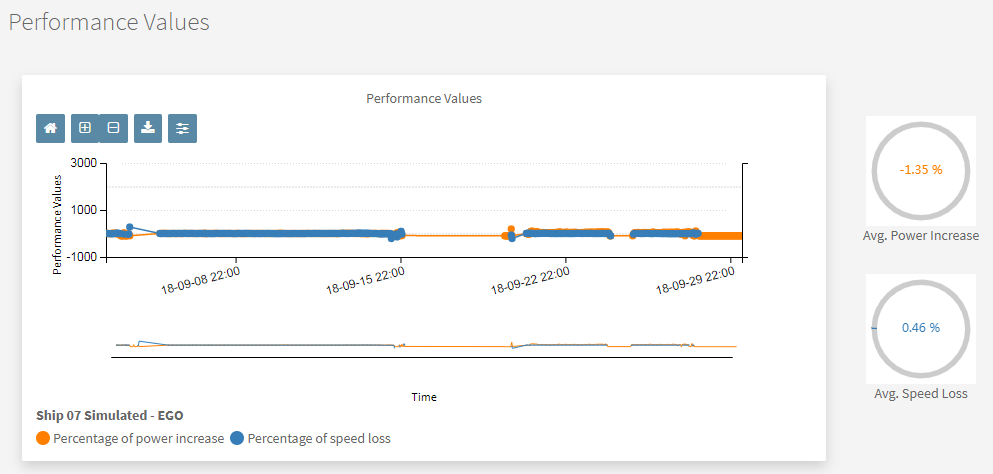 Performance Values
Performance Values
3000
1000
-1000
Performance Values
18-09-08 22:00
18-09-15 22:00
18-09-22 22:00
18-09-29 22:00
Time
Ship 07 Simulated - EGO
Percentage of power increase
Percentage of speed loss
-1.35 %
Avg. Power Increase
0.46 %
Avg. Speed Loss